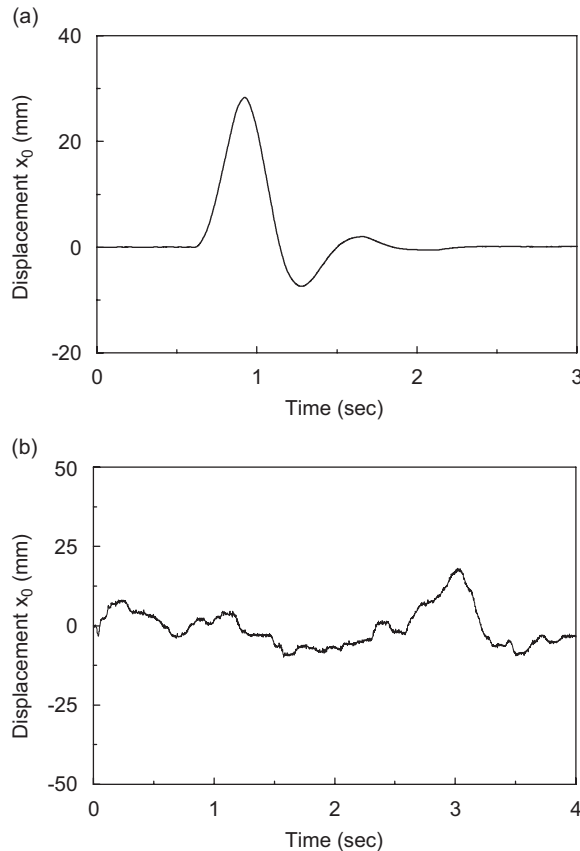 (a)
40
20
0
-20
Displacement x₀ (mm)
0 1 2 3
Time (sec)
(b)
50
25
0
-25
-50
Displacement x₀ (mm)
0 1 2 3 4
Time (sec)